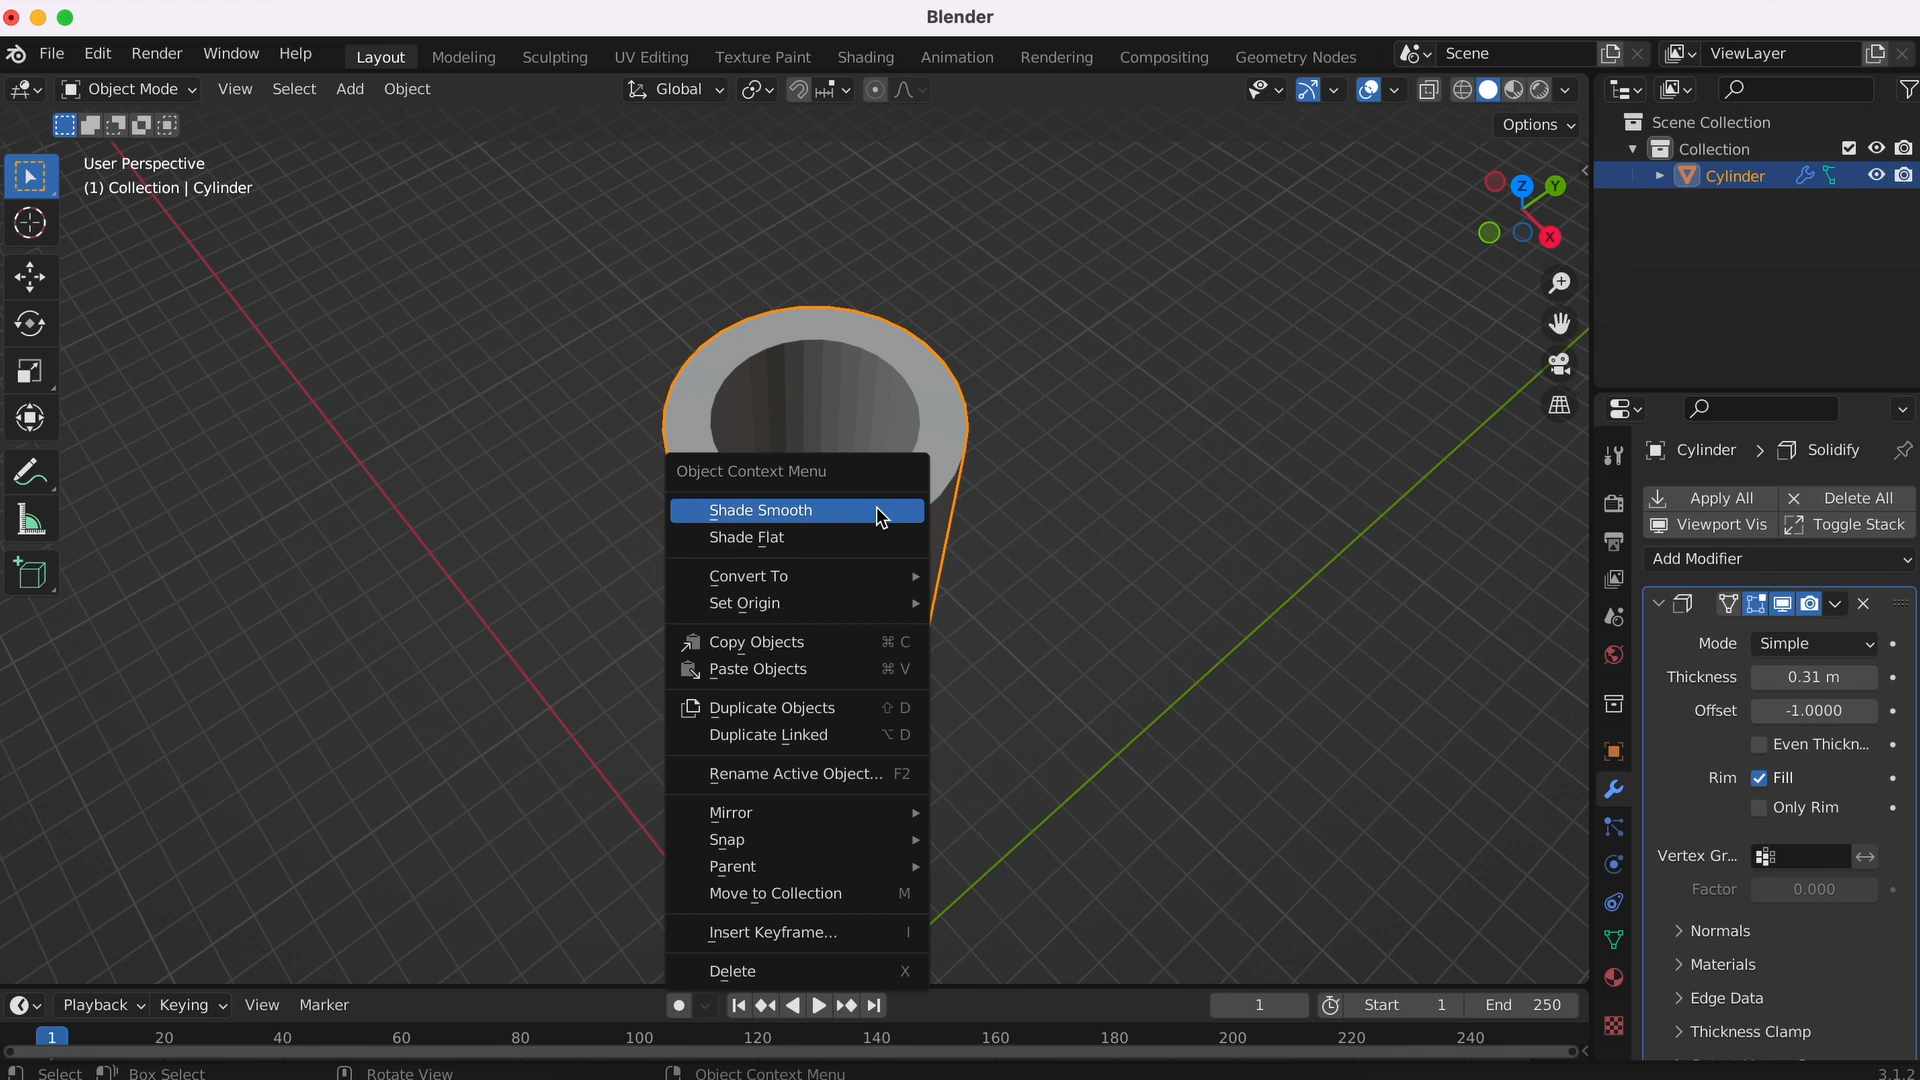 Blender
File Edit Render Window Help Layout Modeling Sculpting UV Editing Texture Paint Shading Animation Rendering Compositing Geometry Nodes Scene ViewLayer
Object Mode View Select Add Object Global
Options
User Perspective
(1) Collection | Cylinder
Z Y
X
Scene Collection
Collection
Cylinder
Object Context Menu
Shade Smooth
Shade Flat
Convert To
Set Origin
Copy Objects ⌘ C
Paste Objects ⌘ V
Duplicate Objects ⇧ D
Duplicate Linked ⌥ D
Rename Active Object... F2
Mirror
Snap
Parent
Move to Collection M
Insert Keyframe... I
Delete X
Cylinder > Solidify
Apply All Delete All
Viewport Vis Toggle Stack
Add Modifier
Mode Simple
Thickness 0.31 m
Offset -1.0000
Even Thickn...
Rim Fill
Only Rim
Vertex Gr...
Factor 0.000
Normals
Materials
Edge Data
Thickness Clamp
Playback Keying View Marker 1 Start 1 End 250
1 20 40 60 80 100 120 140 160 180 200 220 240
Select Box Select Rotate View Object Context Menu 3.1.2